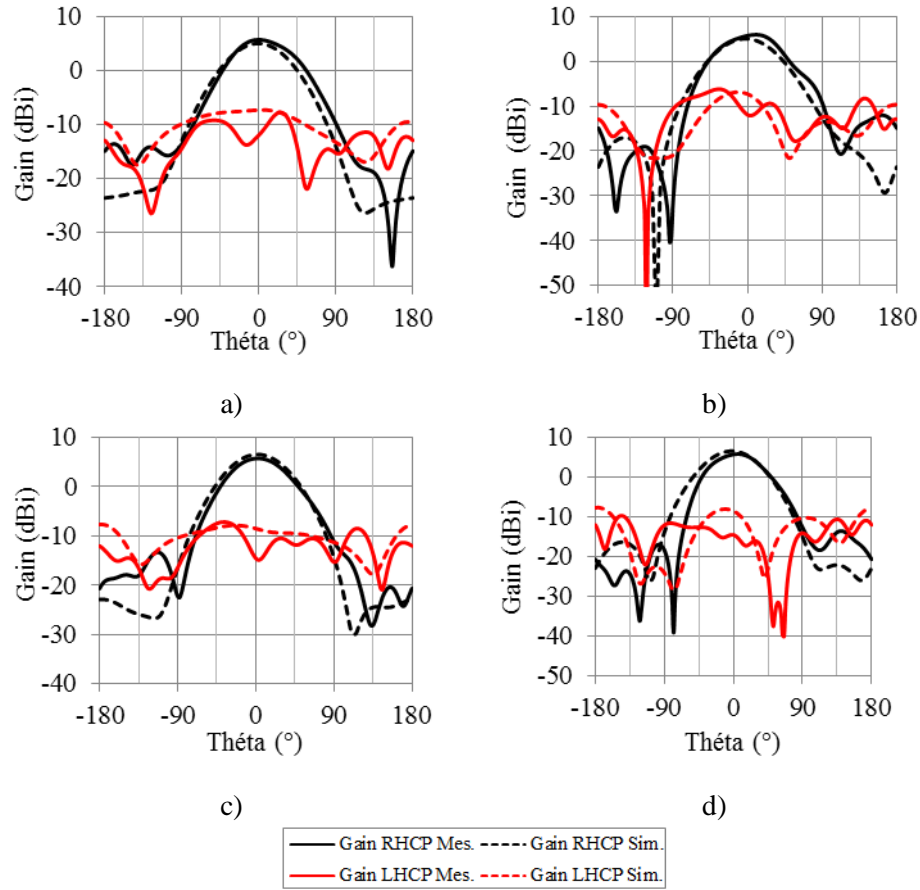 10
0
-10
-20
-30
-40
Gain (dBi)
-180 -90 0 90 180
Théta (°)
a)
10
0
-10
-20
-30
-40
-50
Gain (dBi)
-180 -90 0 90 180
Théta (°)
b)
10
0
-10
-20
-30
-40
Gain (dBi)
-180 -90 0 90 180
Théta (°)
c)
10
0
-10
-20
-30
-40
-50
Gain (dBi)
-180 -90 0 90 180
Théta (°)
d)
Gain RHCP Mes. Gain RHCP Sim.
Gain LHCP Mes. Gain LHCP Sim.